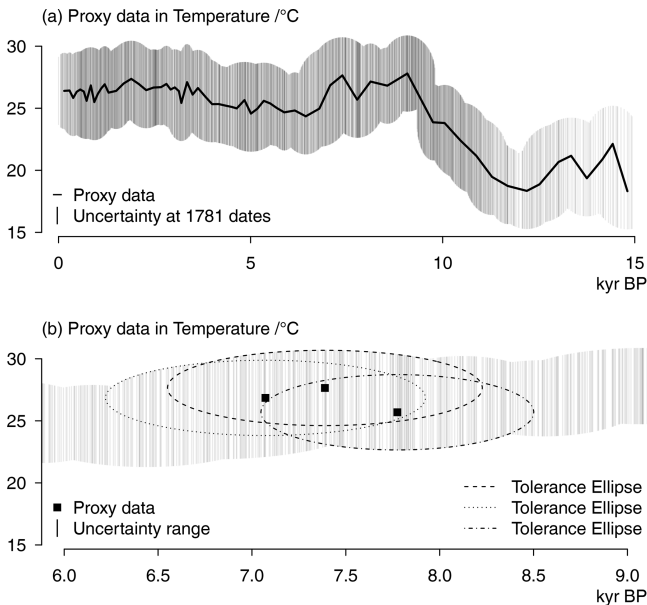 (a) Proxy data in Temperature /°C
30
25
20
15
Proxy data
Uncertainty at 1781 dates
0 5 10 15
kyr BP
(b) Proxy data in Temperature /°C
30
25
20
15
Proxy data
Uncertainty range
Tolerance Ellipse
Tolerance Ellipse
Tolerance Ellipse
6.0 6.5 7.0 7.5 8.0 8.5 9.0
kyr BP